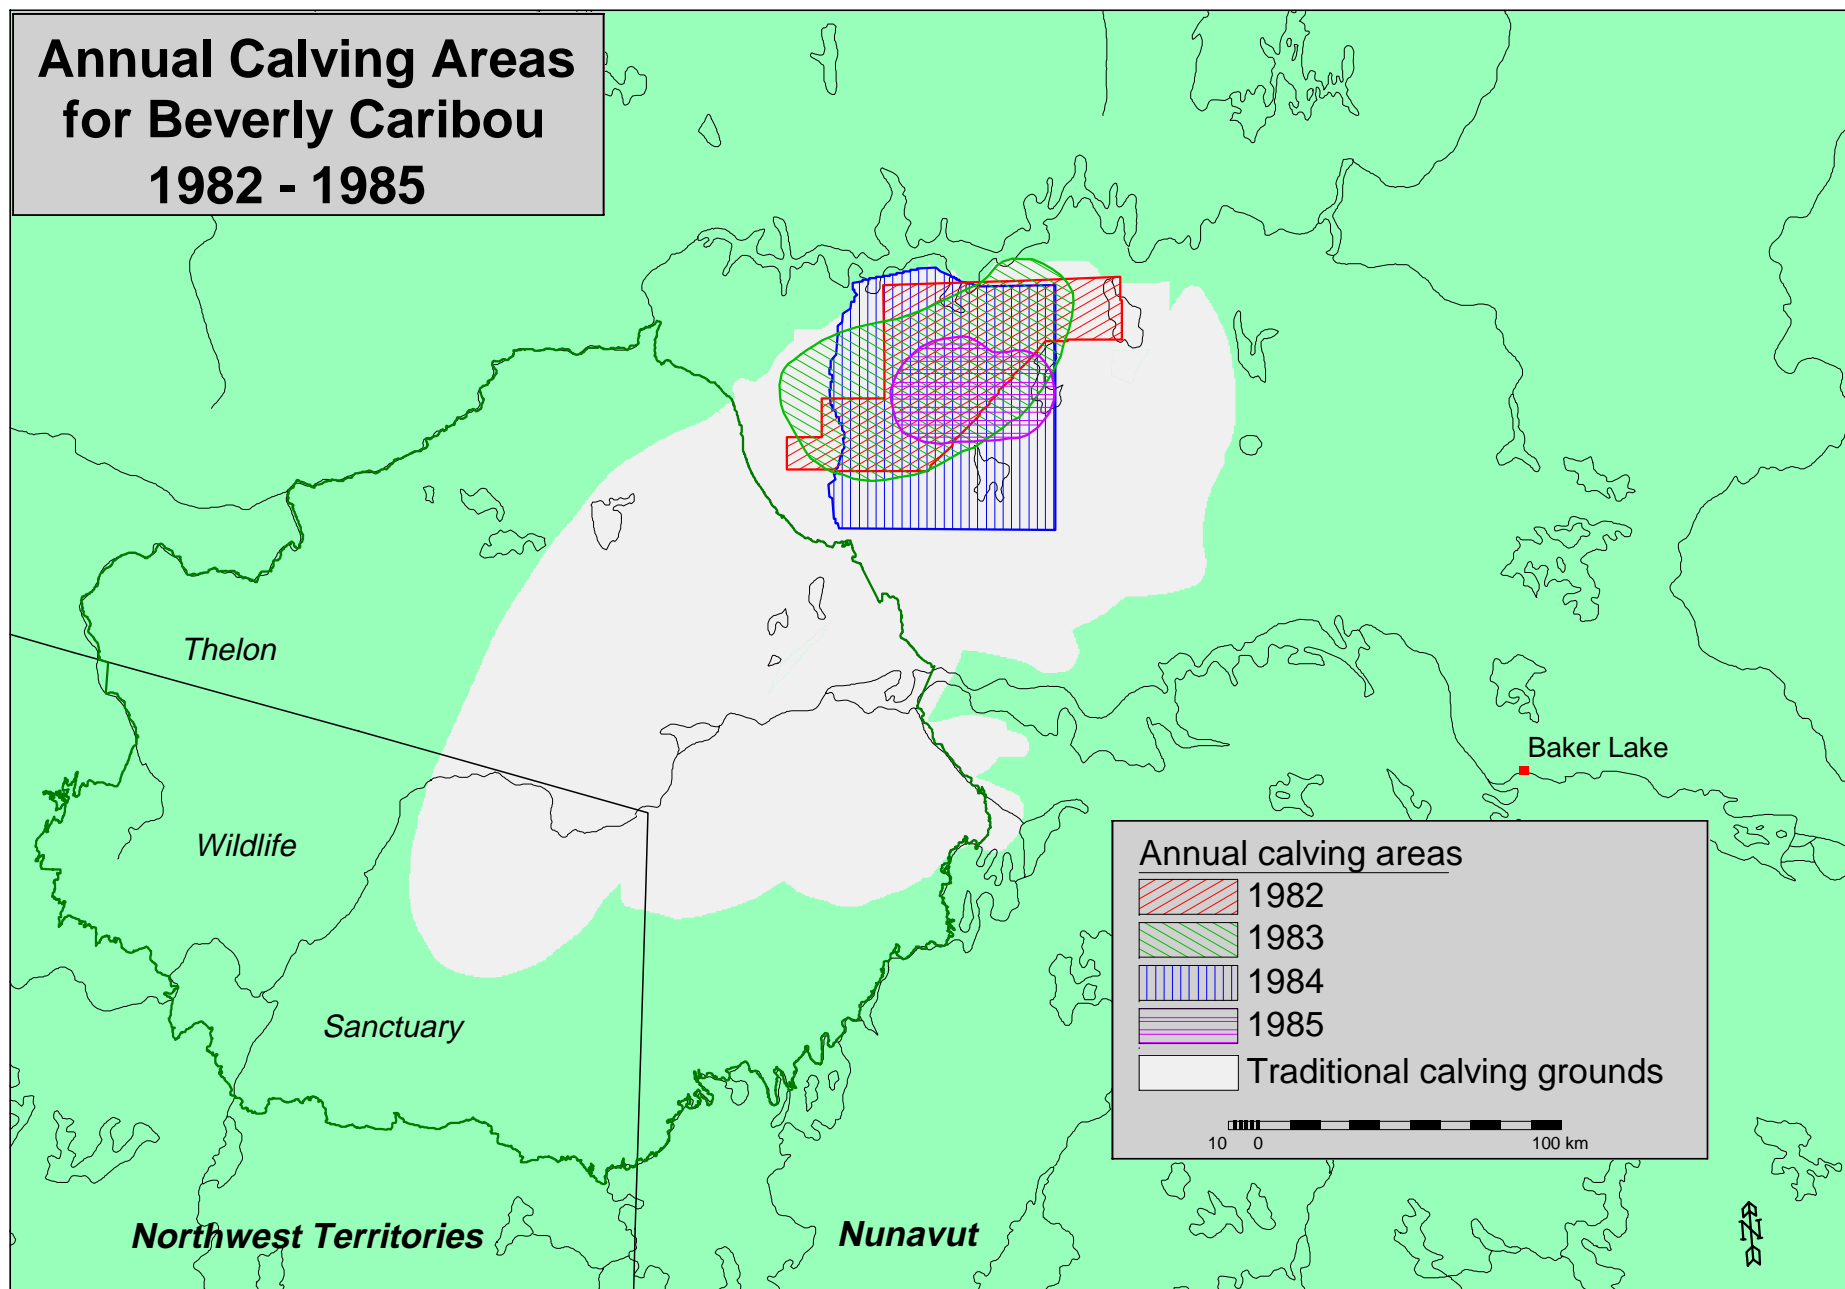 Annual Calving Areas
for Beverly Caribou
1982 - 1985
Thelon
Wildlife
Sanctuary
Baker Lake
Annual calving areas
1982
1983
1984
1985
Traditional calving grounds
10 0 100 km
Northwest Territories
Nunavut
N